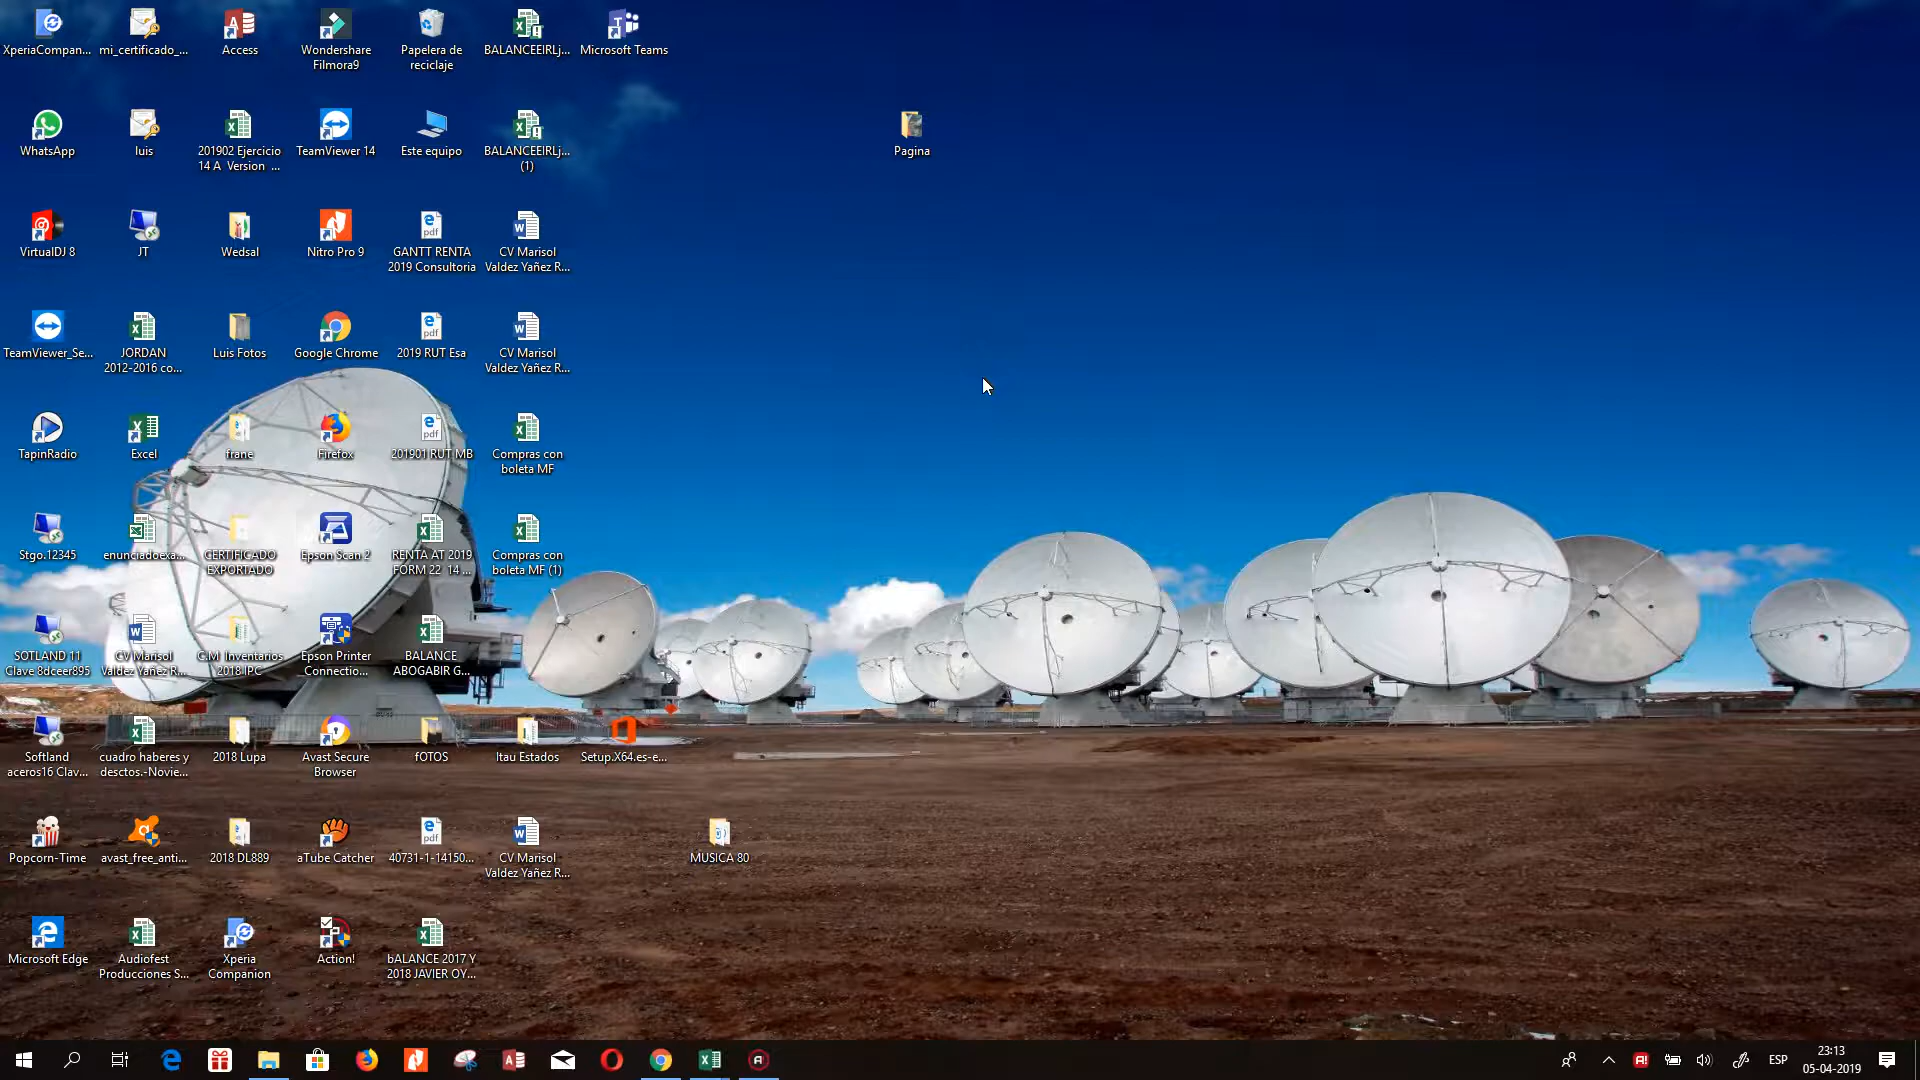 XperiaCompan...
mi_certificado_...
Access
Wondershare
Filmora9
Papelera de
reciclaje
BALANCEEIRLj...
Microsoft Teams
WhatsApp
luis
201902 Ejercicio
14 A Version ...
TeamViewer 14
Este equipo
BALANCEEIRLj...
(1)
Pagina
VirtualDJ 8
JT
Wedsal
Nitro Pro 9
GANTT RENTA
2019 Consultoria
CV Marisol
Valdez Yañez R...
TeamViewer_Se...
JORDAN
2012-2016 co...
Luis Fotos
Google Chrome
2019 RUT Esa
CV Marisol
Valdez Yañez R...
TapinRadio
Excel
frane
Firefox
201901 RUT MB
Compras con
boleta MF
Stgo.12345
enunciadoexa...
CERTIFICADO
EXPORTADO
Epson Scan 2
RENTA AT 2019
FORM 22 14 ...
Compras con
boleta MF (1)
SOTLAND 11
Clave 8dceer895
CV Marisol
Valdez Yañez R...
C.M. Inventarios
2018 IPC
Epson Printer
Connectio...
BALANCE
ABOGABIR G...
Softland
aceros16 Clav...
cuadro haberes y
desctos.-Novie...
2018 Lupa
Avast Secure
Browser
fOTOS
Itau Estados
Setup.X64.es-e...
Popcorn-Time
avast_free_anti...
2018 DL889
aTube Catcher
40731-1-14150...
CV Marisol
Valdez Yañez R...
MUSICA 80
Microsoft Edge
Audiofest
Producciones S...
Xperia
Companion
Action!
bALANCE 2017 Y
2018 JAVIER OY...
ESP
23:13
05-04-2019